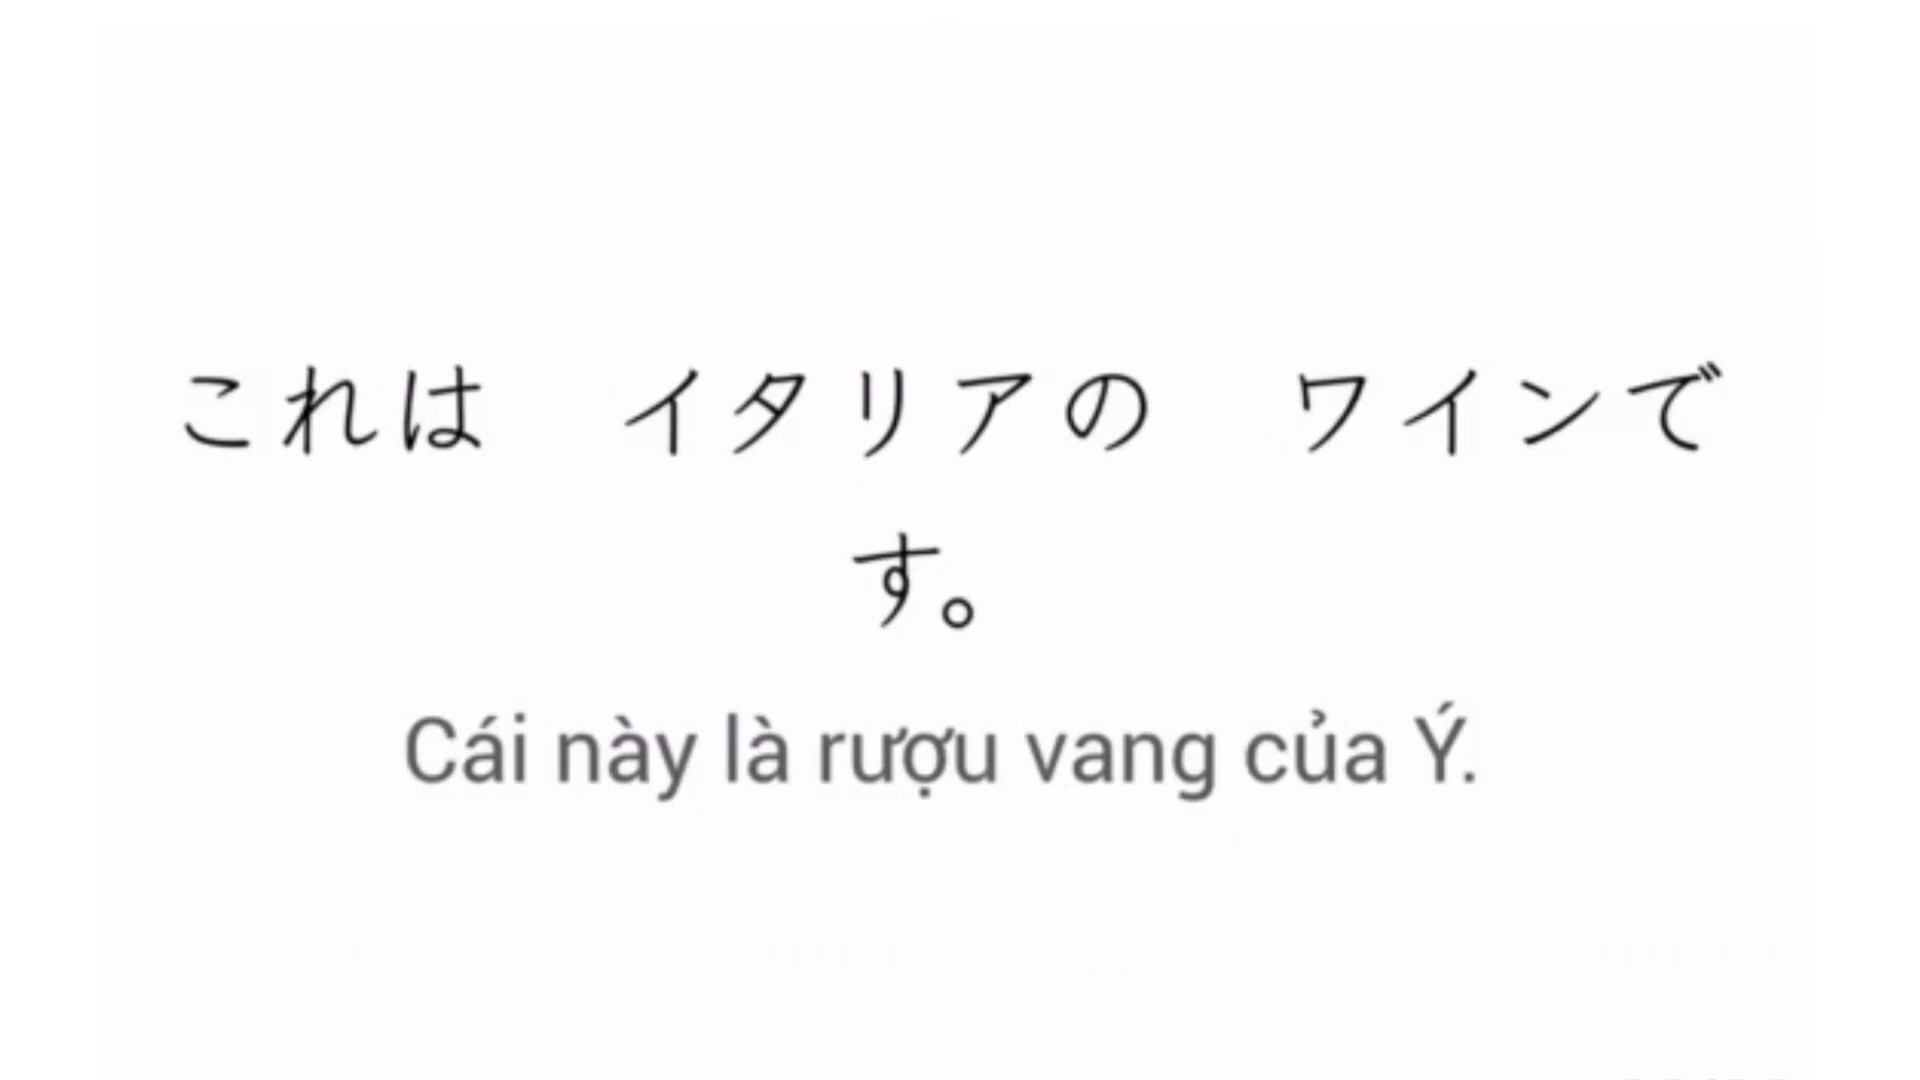 これは　イタリアの　ワインで
す。
Cái này là rượu vang của Ý.